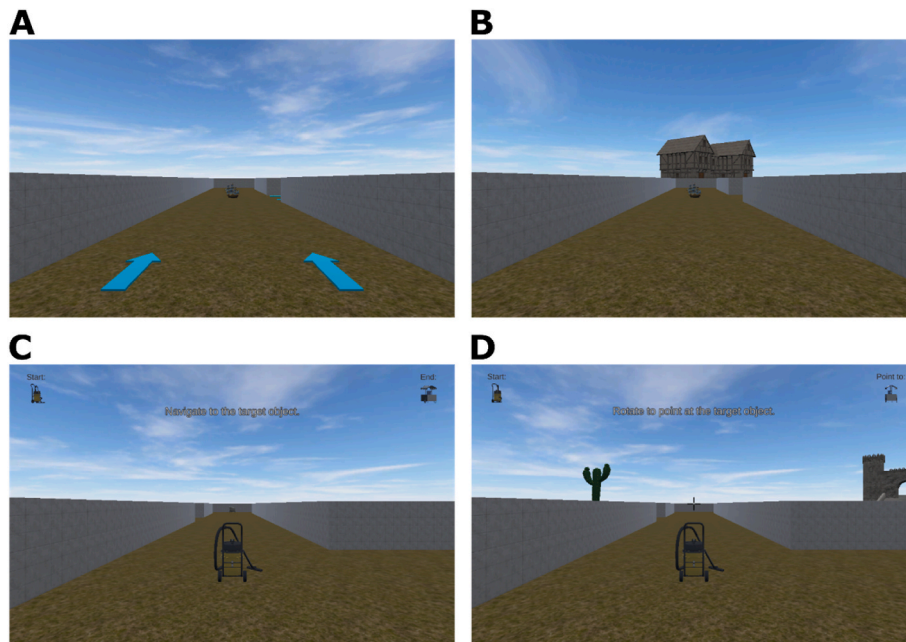 A
B
C
D
Start:
End:
Navigate to the target object.
Start:
Point to:
Rotate to point at the target object.